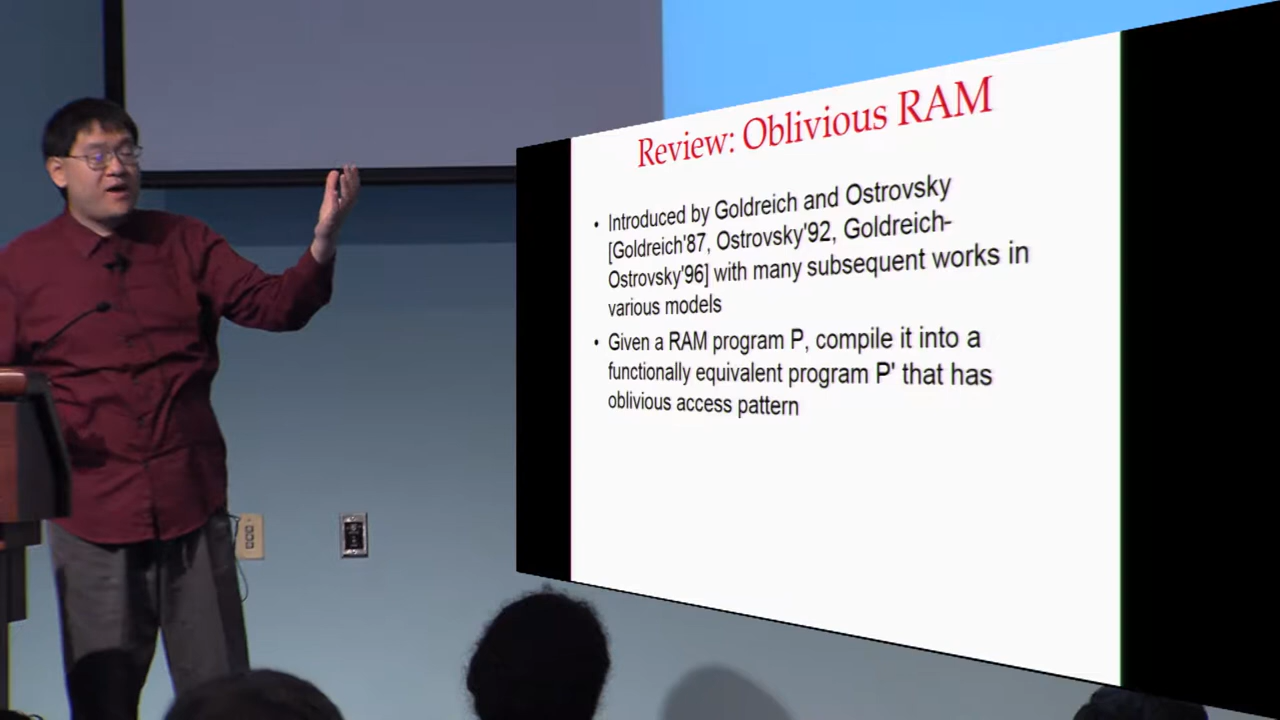 Review: Oblivious RAM
• Introduced by Goldreich and Ostrovsky
[Goldreich'87, Ostrovsky'92, Goldreich-
Ostrovsky'96] with many subsequent works in
various models
• Given a RAM program P, compile it into a
functionally equivalent program P' that has
oblivious access pattern